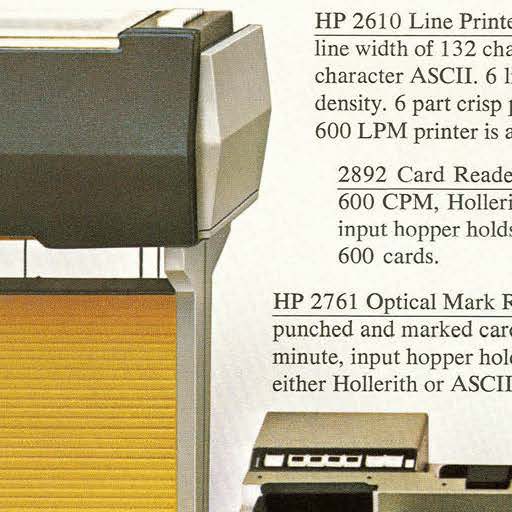 HP 2610 Line Printe
line width of 132 cha
character ASCII. 6 l
density. 6 part crisp p
600 LPM printer is a
2892 Card Reade
600 CPM, Holleri
input hopper holds
600 cards.
HP 2761 Optical Mark R
punched and marked card
minute, input hopper hol
either Hollerith or ASCII